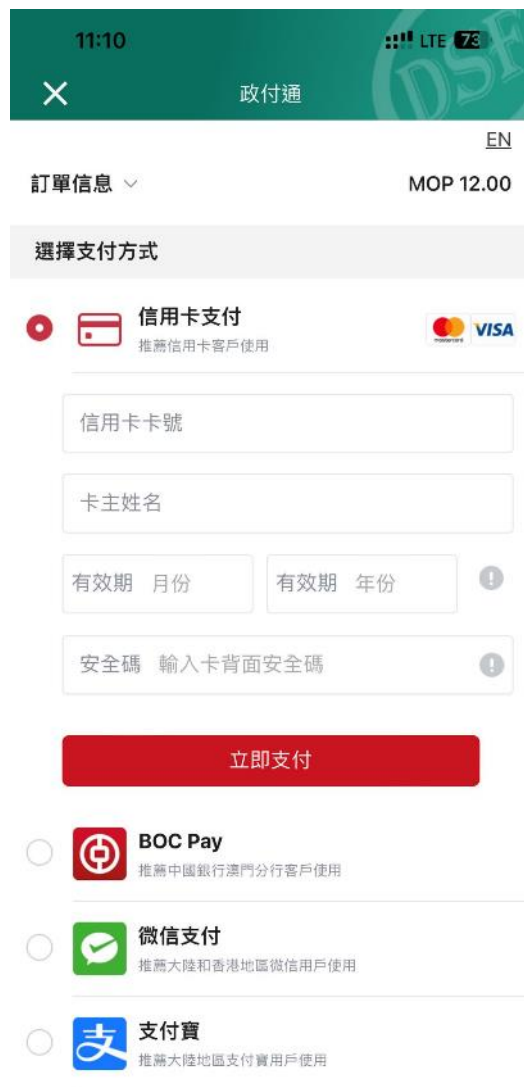 11:10
LTE 73
DSF
政付通
EN
訂單信息
MOP 12.00
選擇支付方式
信用卡支付
推薦信用卡客戶使用
mastercard
VISA
信用卡卡號
卡主姓名
有效期 月份
有效期 年份
安全碼 輸入卡背面安全碼
立即支付
BOC Pay
推薦中國銀行澳門分行客戶使用
微信支付
推薦大陸和香港地區微信用戶使用
支
支付寶
推薦大陸地區支付寶用戶使用